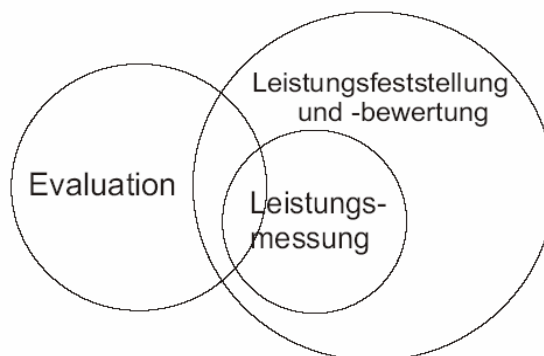 Leistungsfeststellung
und -bewertung
Evaluation
Leistungs-
messung